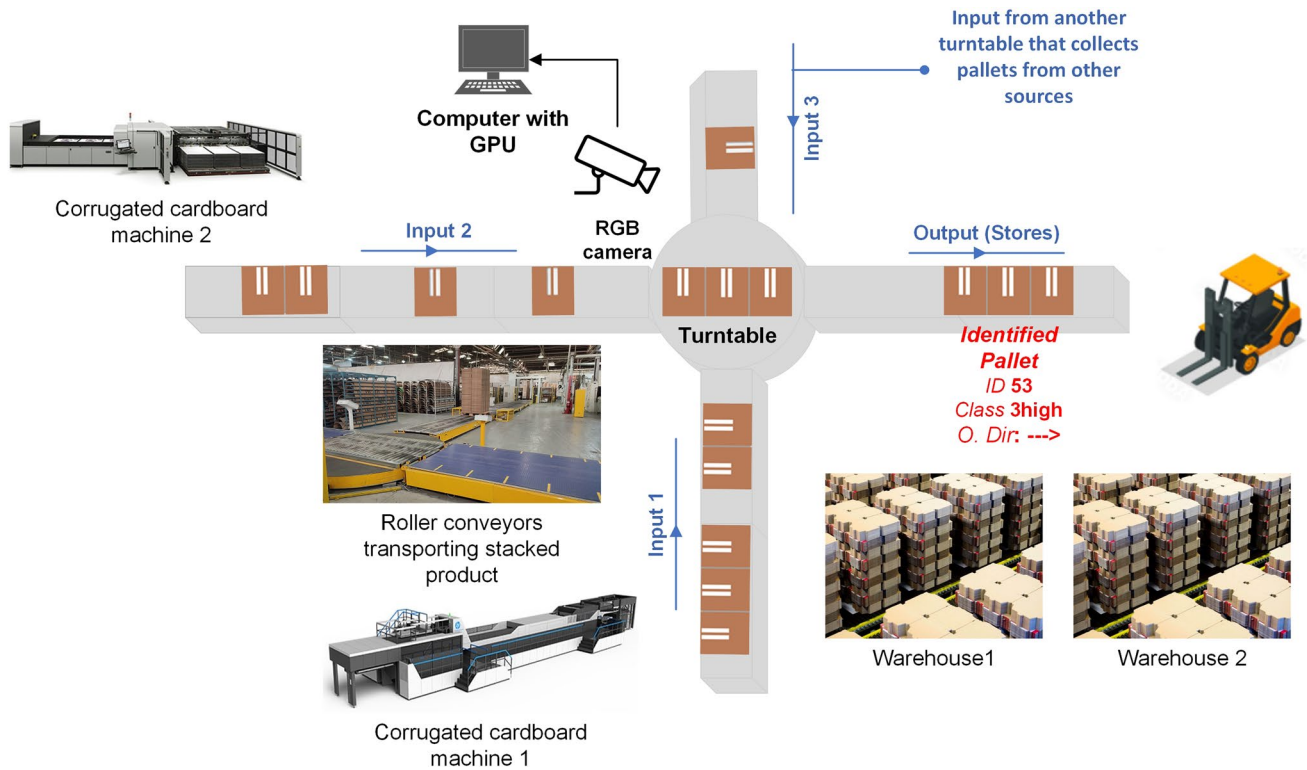 Input from another
turntable that collects
pallets from other
sources
Computer with
GPU
Input 3
Corrugated cardboard
machine 2
RGB
camera
Input 2
Output (Stores)
Turntable
Identified
Pallet
ID 53
Class 3high
O. Dir: --->
Input 1
Roller conveyors
transporting stacked
product
Warehouse1
Warehouse 2
Corrugated cardboard
machine 1